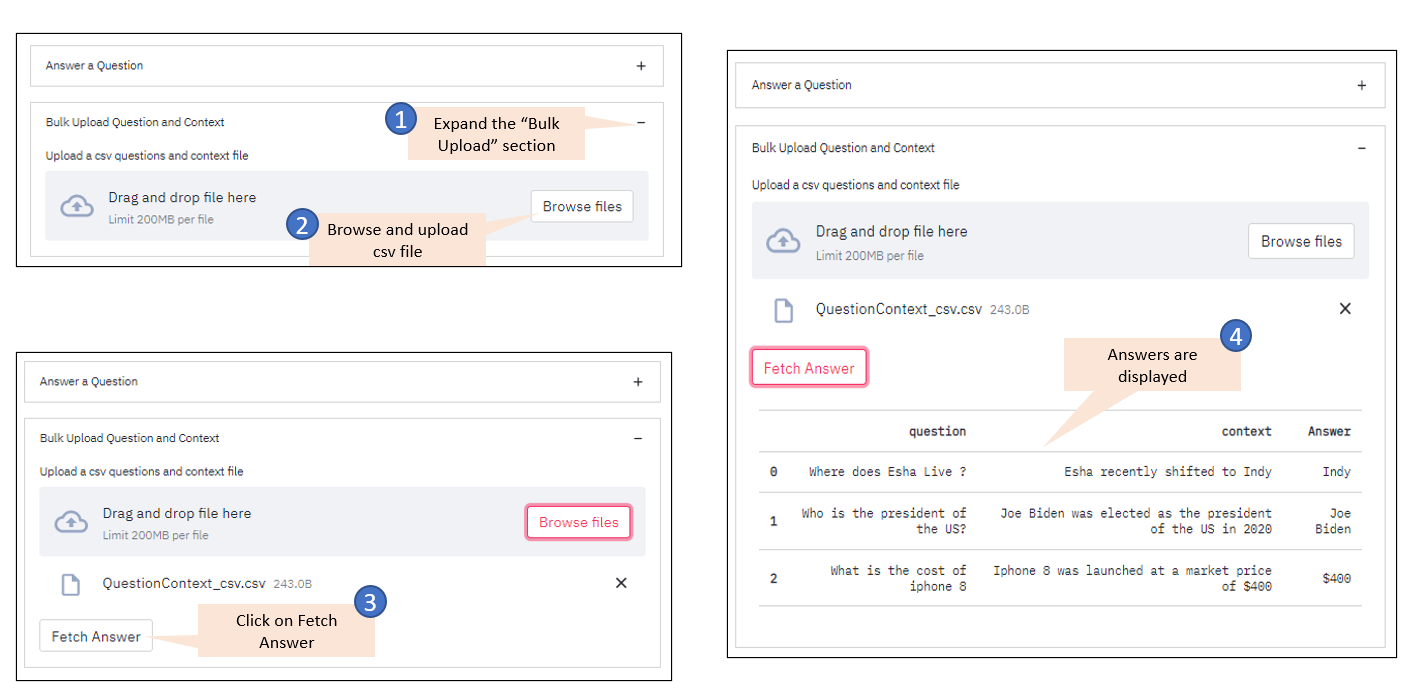 Answer a Question +
Bulk Upload Question and Context –
1
Expand the “Bulk
Upload” section
Upload a csv questions and context file
Drag and drop file here
Limit 200MB per file
Browse files
2
Browse and upload
csv file
Answer a Question +
Bulk Upload Question and Context –
Upload a csv questions and context file
Drag and drop file here
Limit 200MB per file
Browse files
QuestionContext_csv.csv 243.0B
3
Click on Fetch
Answer
Fetch Answer
Answer a Question +
Bulk Upload Question and Context –
Upload a csv questions and context file
Drag and drop file here
Limit 200MB per file
Browse files
QuestionContext_csv.csv 243.0B
4
Answers are
displayed
Fetch Answer
question context Answer
0 Where does Esha Live ? Esha recently shifted to Indy Indy
1 Who is the president of Joe Biden was elected as the president Joe
the US? of the US in 2020 Biden
2 What is the cost of Iphone 8 was launched at a market price $400
iphone 8 of $400